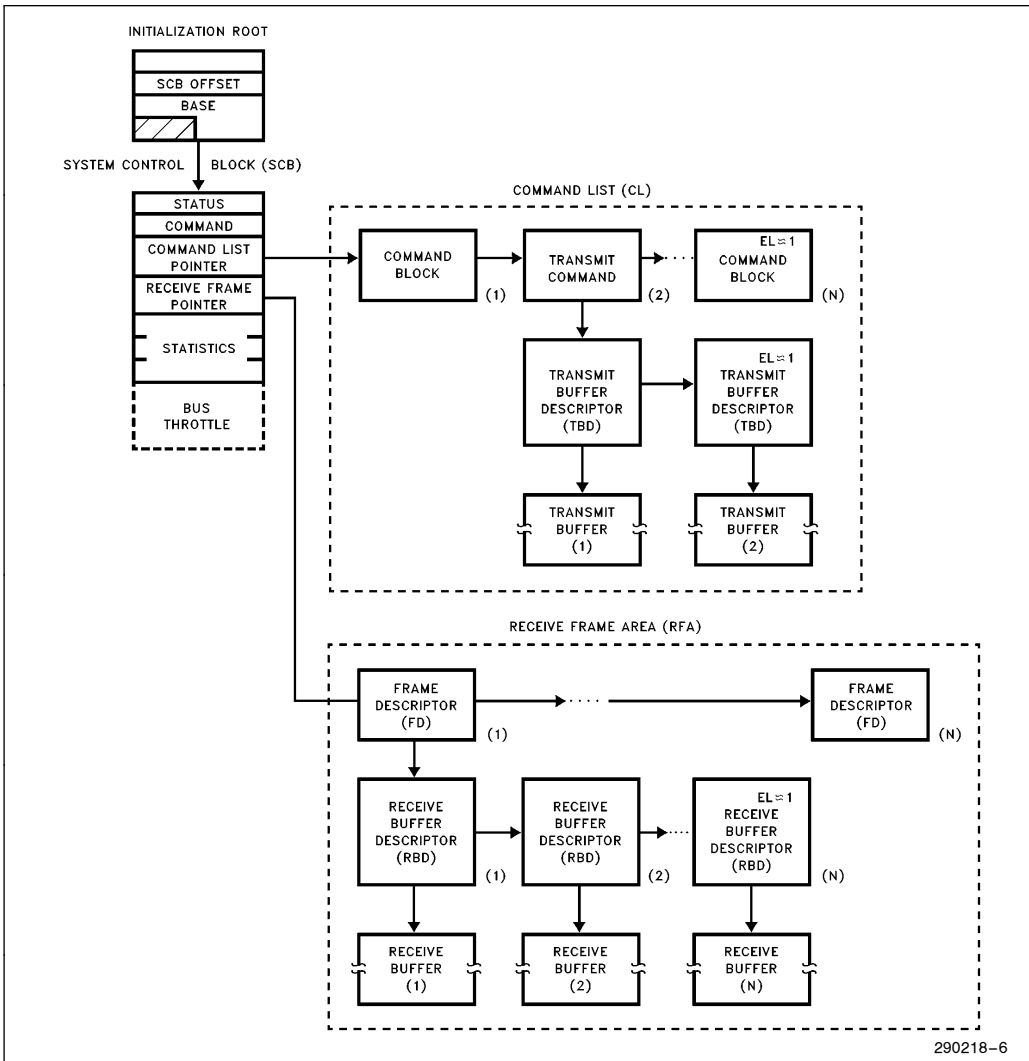 INITIALIZATION ROOT
SCB OFFSET
BASE
SYSTEM CONTROL BLOCK (SCB)
STATUS
COMMAND
COMMAND LIST
POINTER
RECEIVE FRAME
POINTER
STATISTICS
BUS
THROTTLE
COMMAND LIST (CL)
COMMAND
BLOCK
(1)
TRANSMIT
COMMAND
(2)
EL≈1
COMMAND
BLOCK
(N)
TRANSMIT
BUFFER
DESCRIPTOR
(TBD)
EL≈1
TRANSMIT
BUFFER
DESCRIPTOR
(TBD)
TRANSMIT
BUFFER
(1)
TRANSMIT
BUFFER
(2)
RECEIVE FRAME AREA (RFA)
FRAME
DESCRIPTOR
(FD)
(1)
FRAME
DESCRIPTOR
(FD)
(N)
RECEIVE
BUFFER
DESCRIPTOR
(RBD)
(1)
RECEIVE
BUFFER
DESCRIPTOR
(RBD)
(2)
EL≈1
RECEIVE
BUFFER
DESCRIPTOR
(RBD)
(N)
RECEIVE
BUFFER
(1)
RECEIVE
BUFFER
(2)
RECEIVE
BUFFER
(N)
290218–6